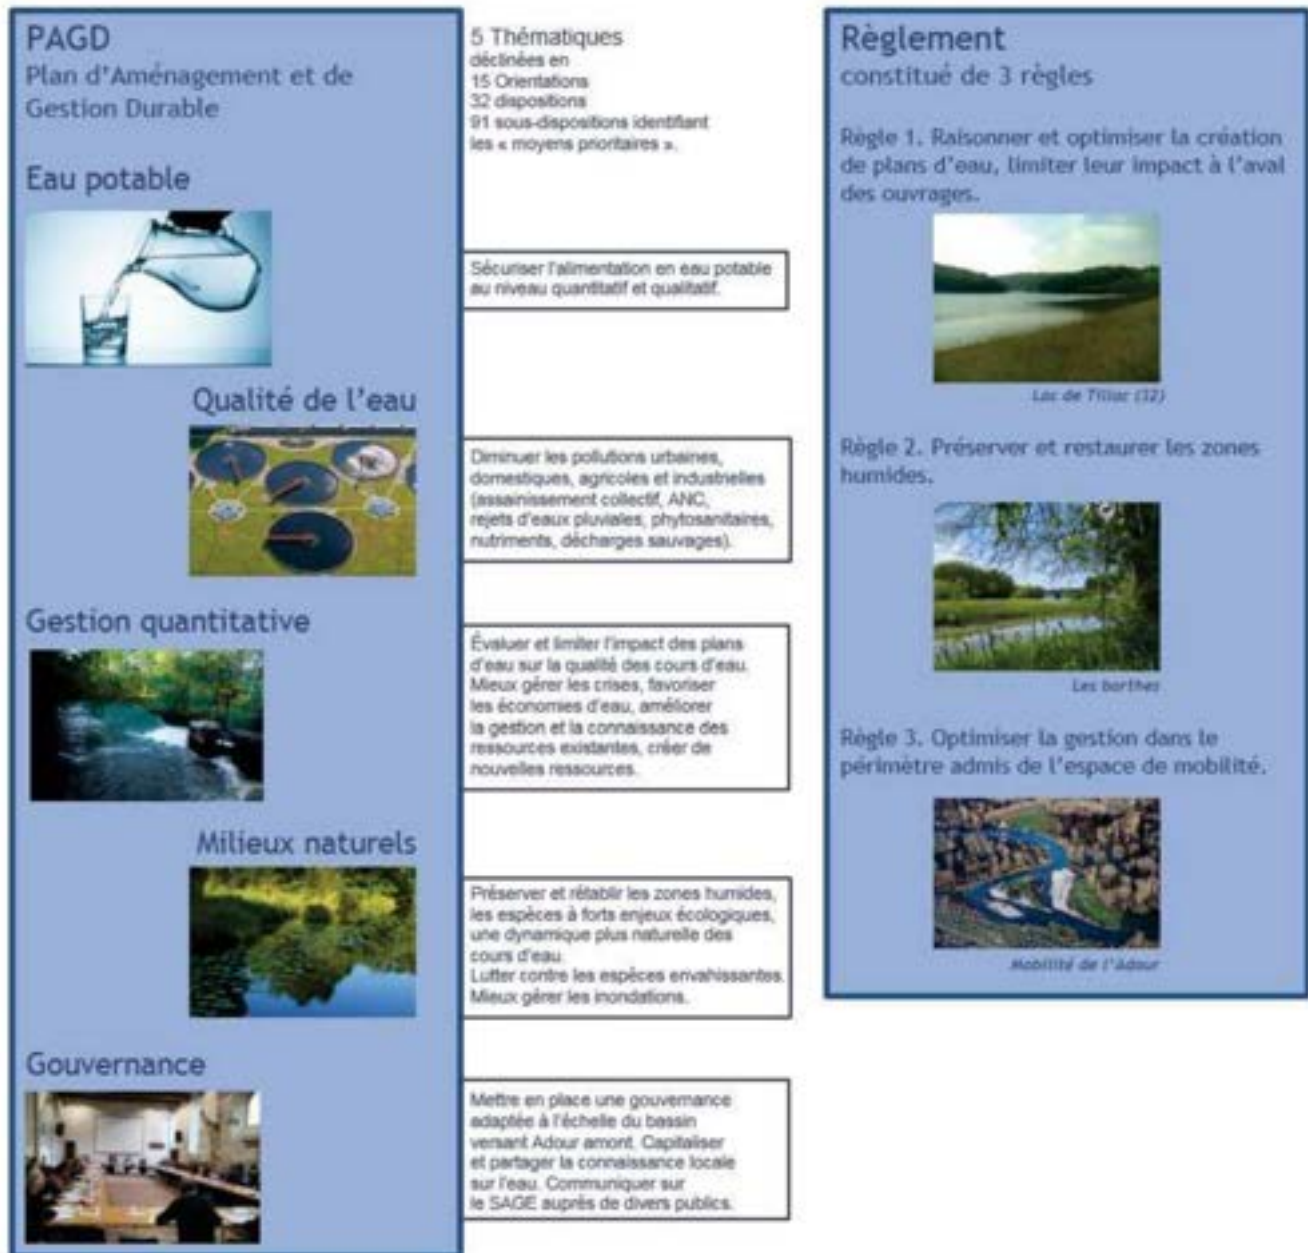 PAGD
Plan d'Aménagement et de
Gestion Durable
5 Thématiques
déclinées en
15 Orientations
32 dispositions
91 sous-dispositions identifiant
les « moyens prioritaires ».
Eau potable
Sécuriser l'alimentation en eau potable
au niveau quantitatif et qualitatif.
Qualité de l'eau
Diminuer les pollutions urbaines,
domestiques, agricoles et industrielles
(assainissement collectif, ANC,
rejets d'eaux pluviales, phytosanitaires,
nutriments, décharges sauvages).
Gestion quantitative
Évaluer et limiter l'impact des plans
d'eau sur la qualité des cours d'eau.
Mieux gérer les crises, favoriser
les économies d'eau, améliorer
la gestion et la connaissance des
ressources existantes, créer de
nouvelles ressources.
Milieux naturels
Préserver et rétablir les zones humides,
les espèces à forts enjeux écologiques,
une dynamique plus naturelle des
cours d'eau.
Lutter contre les espèces envahissantes.
Mieux gérer les inondations.
Gouvernance
Mettre en place une gouvernance
adaptée à l'échelle du bassin
versant Adour amont. Capitaliser
et partager la connaissance locale
sur l'eau. Communiquer sur
le SAGE auprès de divers publics.
Règlement
constitué de 3 règles
Règle 1. Raisonner et optimiser la création
de plans d'eau, limiter leur impact à l'aval
des ouvrages.
Lac de Tillac (32)
Règle 2. Préserver et restaurer les zones
humides.
Les barthes
Règle 3. Optimiser la gestion dans le
périmètre admis de l'espace de mobilité.
Mobilité de l'Adour